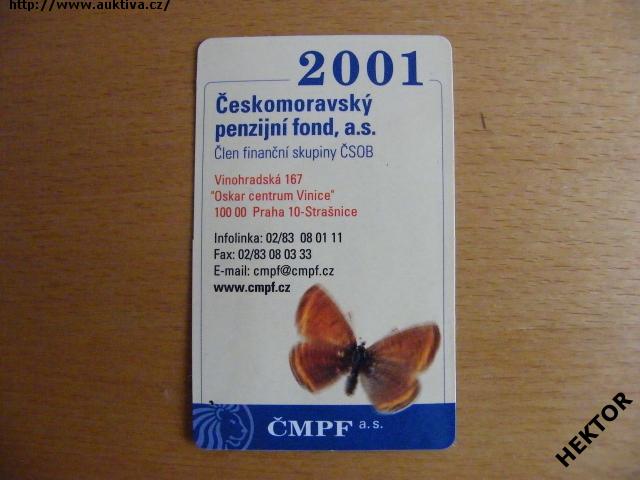 http://www.auktiva.cz/
2001
Českomoravský
penzijní fond, a.s.
Člen finanční skupiny ČSOB
Vinohradská 167
"Oskar centrum Vinice"
100 00 Praha 10-Strašnice
Infolinka: 02/83 08 01 11
Fax: 02/83 08 03 33
E-mail: cmpf@cmpf.cz
www.cmpf.cz
ČMPF a.s.
HEKTOR